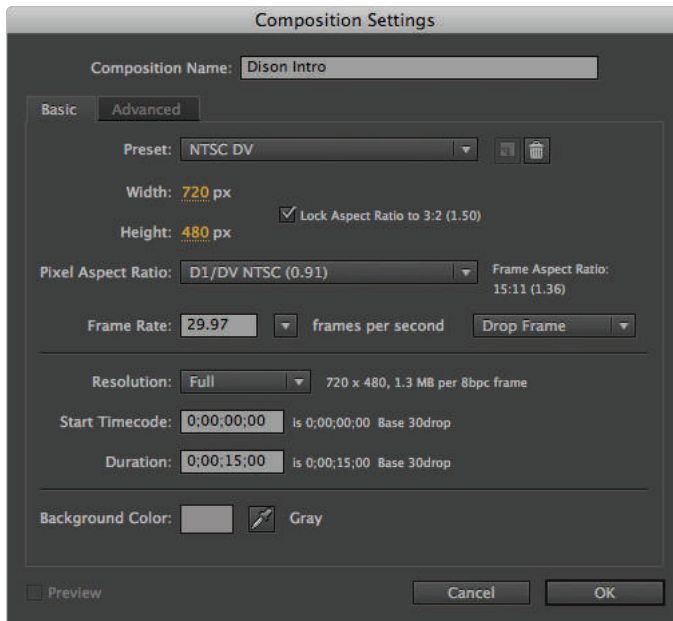 Composition Settings
Composition Name: Dison Intro
Basic Advanced
Preset: NTSC DV
Width: 720 px
Lock Aspect Ratio to 3:2 (1.50)
Height: 480 px
Pixel Aspect Ratio: D1/DV NTSC (0.91) Frame Aspect Ratio:
15:11 (1.36)
Frame Rate: 29.97 frames per second Drop Frame
Resolution: Full 720 x 480, 1.3 MB per 8bpc frame
Start Timecode: 0;00;00;00 is 0;00;00;00 Base 30drop
Duration: 0;00;15;00 is 0;00;15;00 Base 30drop
Background Color: Gray
Preview Cancel OK